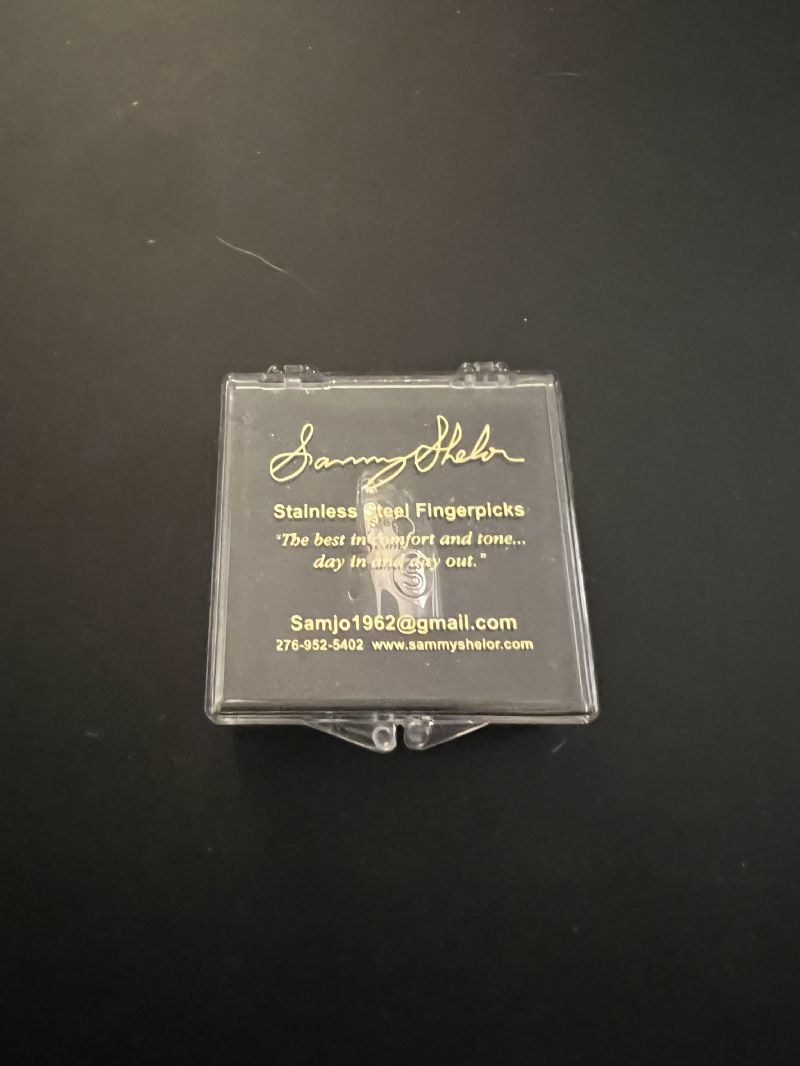 Sammy Shelor
Stainless Steel Fingerpicks
"The best in comfort and tone...
day in and day out."
Samjo1962@gmail.com
276-952-5402 www.sammyshelor.com